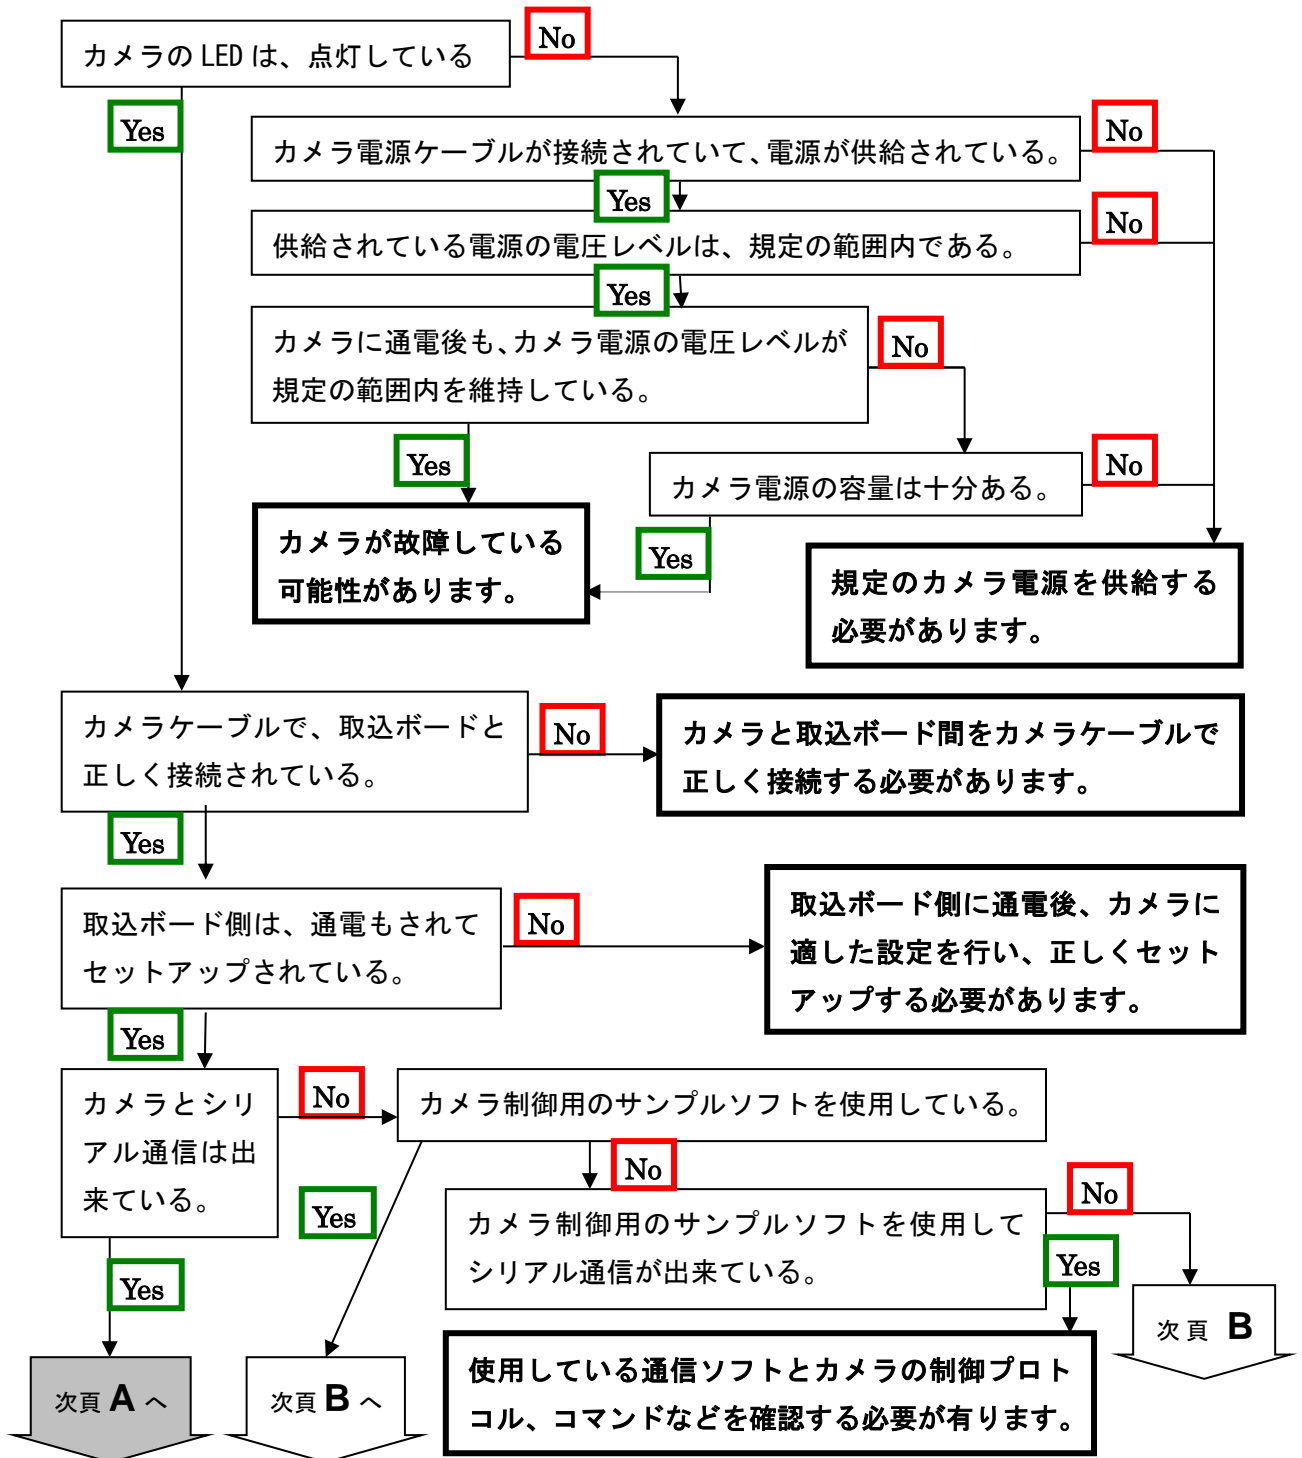 カメラの LED は、点灯している
No
Yes
カメラ電源ケーブルが接続されていて、電源が供給されている。
No
Yes
供給されている電源の電圧レベルは、規定の範囲内である。
No
Yes
カメラに通電後も、カメラ電源の電圧レベルが
規定の範囲内を維持している。
No
Yes
カメラ電源の容量は十分ある。
No
Yes
カメラが故障している
可能性があります。
規定のカメラ電源を供給する
必要があります。
カメラケーブルで、取込ボードと
正しく接続されている。
No
カメラと取込ボード間をカメラケーブルで
正しく接続する必要があります。
Yes
取込ボード側は、通電もされて
セットアップされている。
No
取込ボード側に通電後、カメラに
適した設定を行い、正しくセット
アップする必要があります。
Yes
カメラとシリ
アル通信は出
来ている。
No
カメラ制御用のサンプルソフトを使用している。
No
Yes
カメラ制御用のサンプルソフトを使用して
シリアル通信が出来ている。
No
Yes
Yes
次頁 B
次頁 A へ
次頁 B へ
使用している通信ソフトとカメラの制御プロト
コル、コマンドなどを確認する必要が有ります。